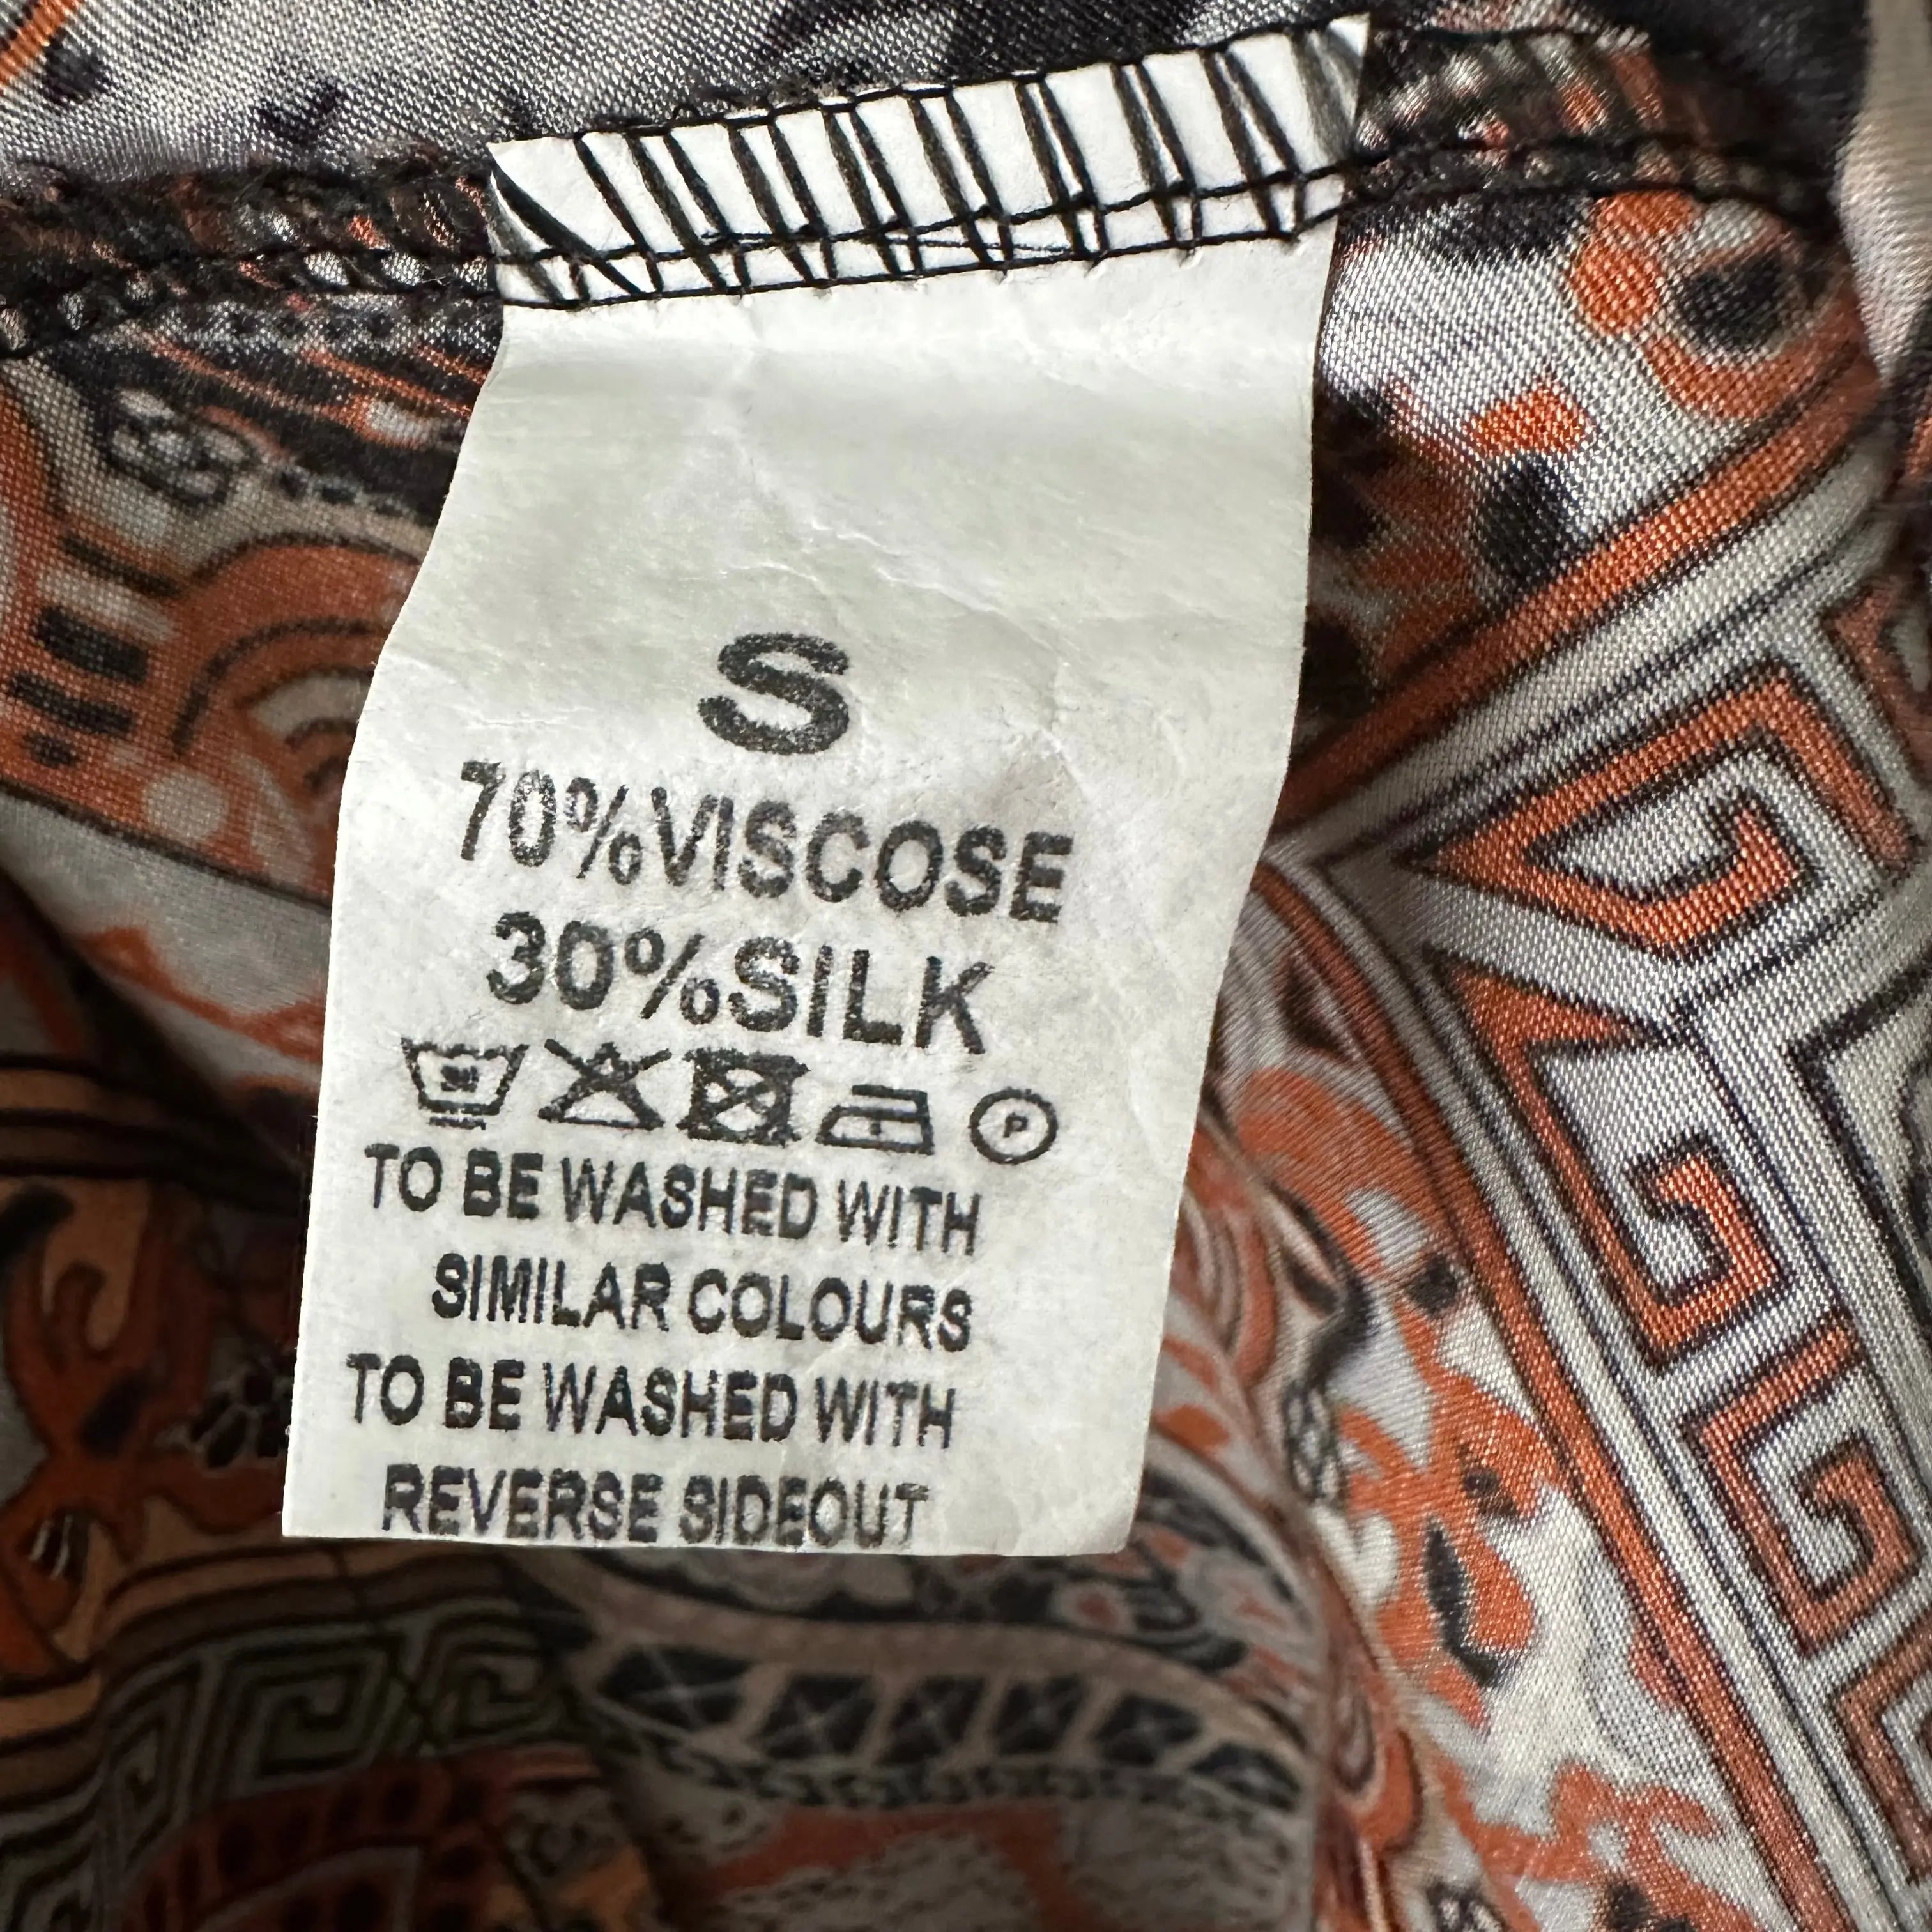 S
70%VISCOSE
30%SILK
P
TO BE WASHED WITH
SIMILAR COLOURS
TO BE WASHED WITH
REVERSE SIDEOUT